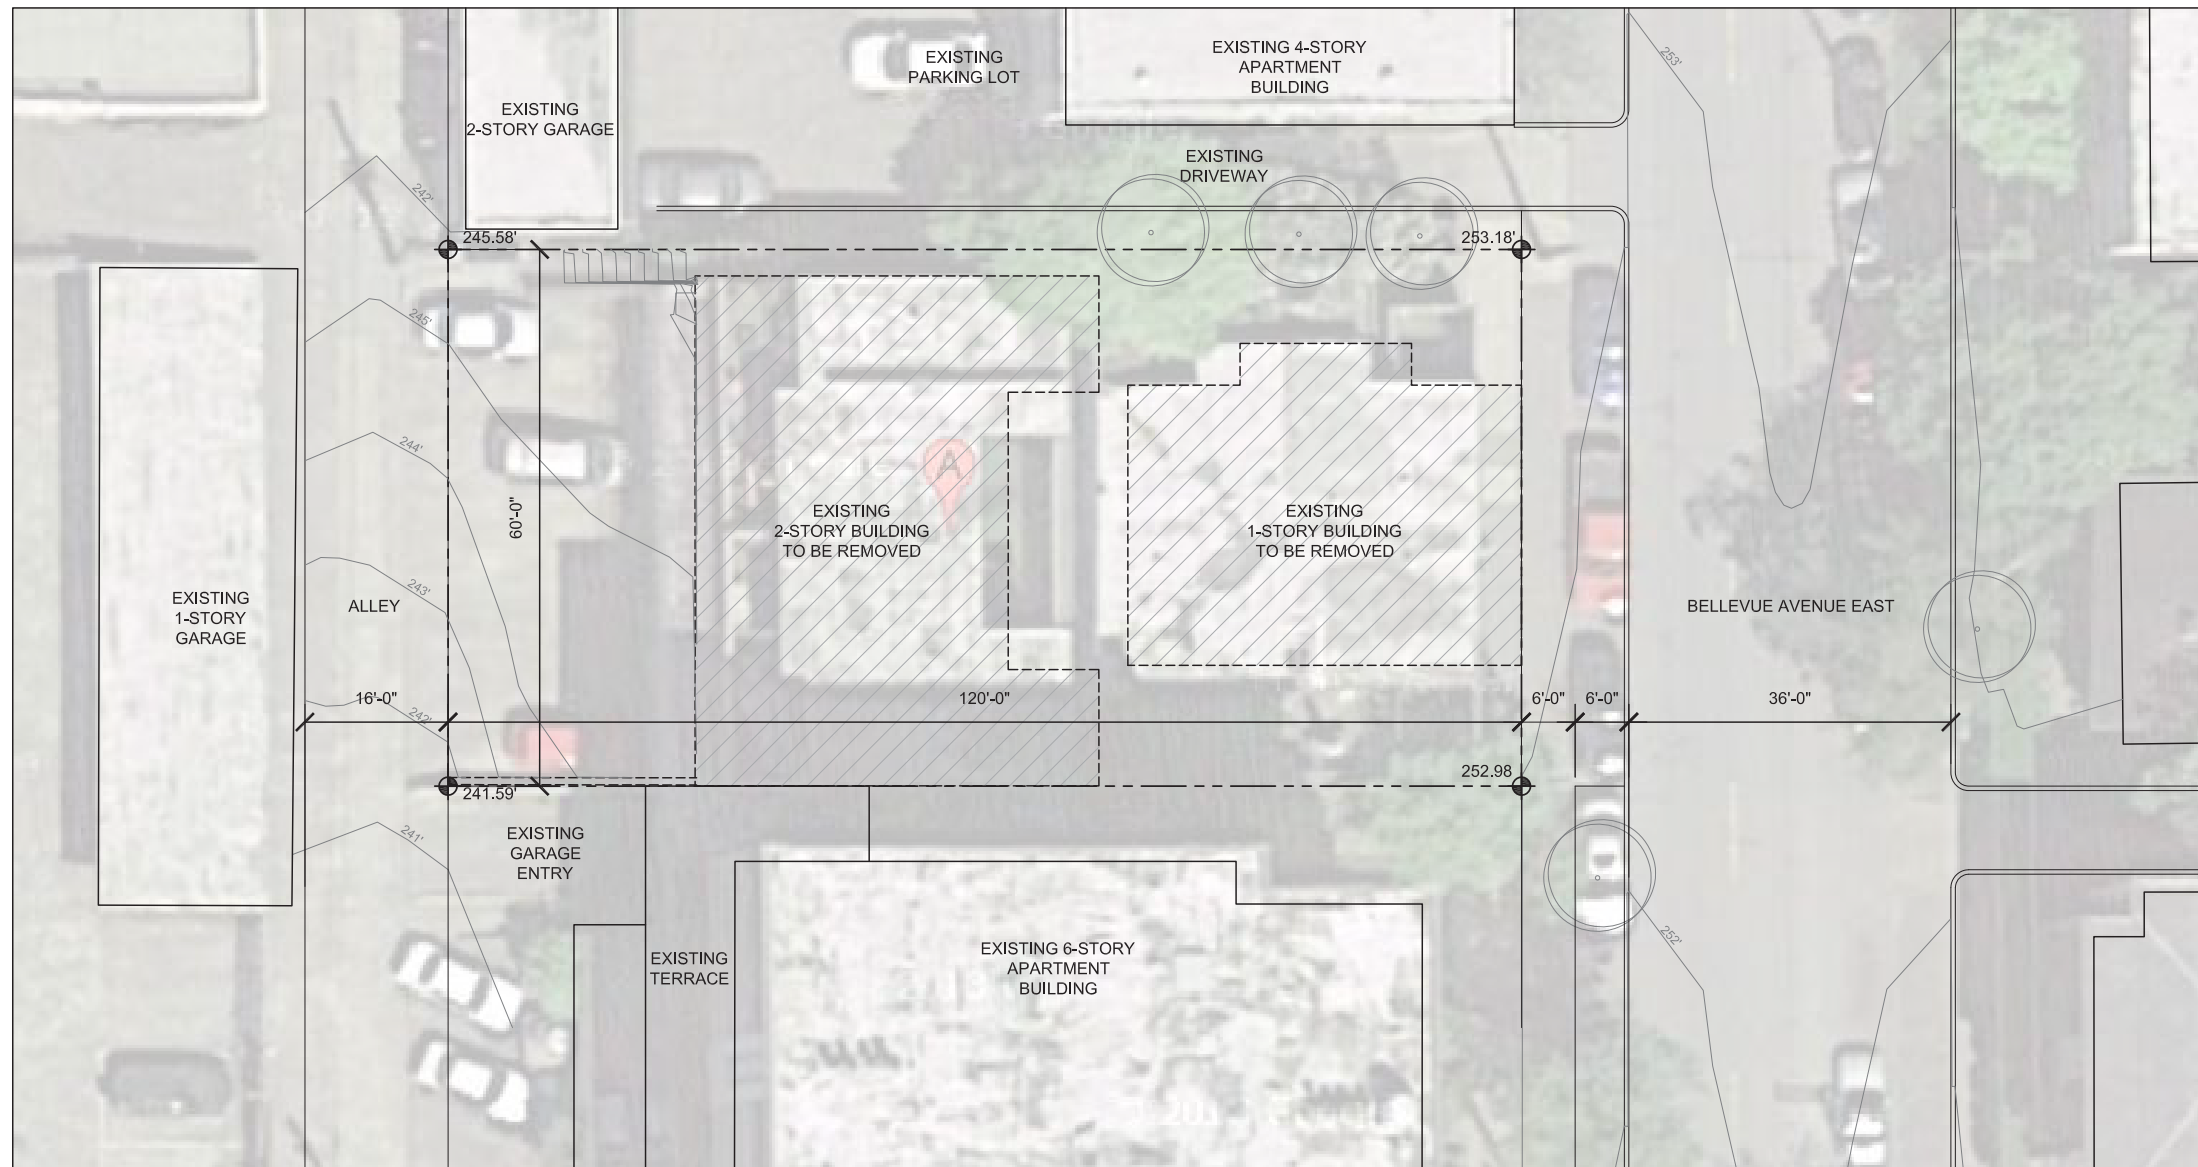 EXISTING
PARKING LOT
EXISTING 4-STORY
APARTMENT
BUILDING
253'
EXISTING
2-STORY GARAGE
EXISTING
DRIVEWAY
242'
245.58'
253.18'
245'
A
244'
60'-0"
EXISTING
2-STORY BUILDING
TO BE REMOVED
EXISTING
1-STORY BUILDING
TO BE REMOVED
243'
EXISTING
1-STORY
GARAGE
ALLEY
BELLEVUE AVENUE EAST
16'-0"
120'-0"
6'-0"
6'-0"
36'-0"
242'
252.98
241.59'
241'
EXISTING
GARAGE
ENTRY
252'
EXISTING
TERRACE
EXISTING 6-STORY
APARTMENT
BUILDING